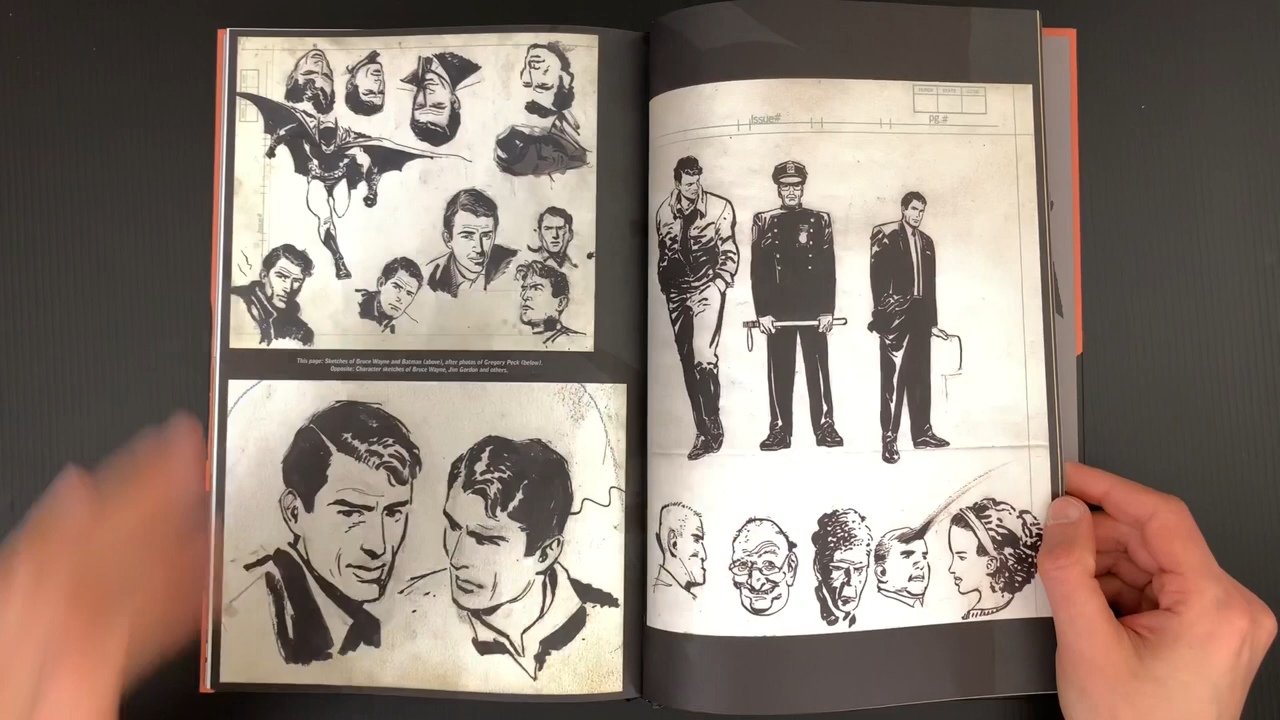 This page: Sketches of Bruce Wayne and Batman (above), after photos of Gregory Peck (below).
Opposite: Character sketches of Bruce Wayne, Jim Gordon and others.
Issue#
pg.#